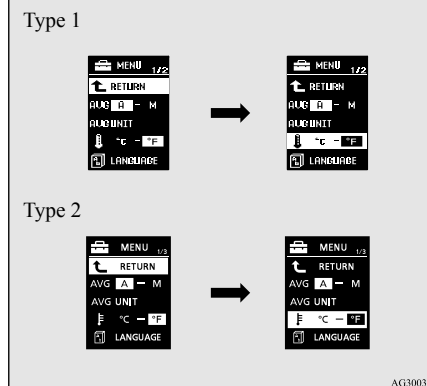 Type 1
MENU 1/2
RETURN
AVG A - M
AVG UNIT
°C - °F
LANGUAGE
MENU 1/2
RETURN
AVG A - M
AVG UNIT
°C - °F
LANGUAGE
Type 2
MENU 1/3
RETURN
AVG A - M
AVG UNIT
°C - °F
LANGUAGE
MENU 1/3
RETURN
AVG A - M
AVG UNIT
°C - °F
LANGUAGE
AG3003